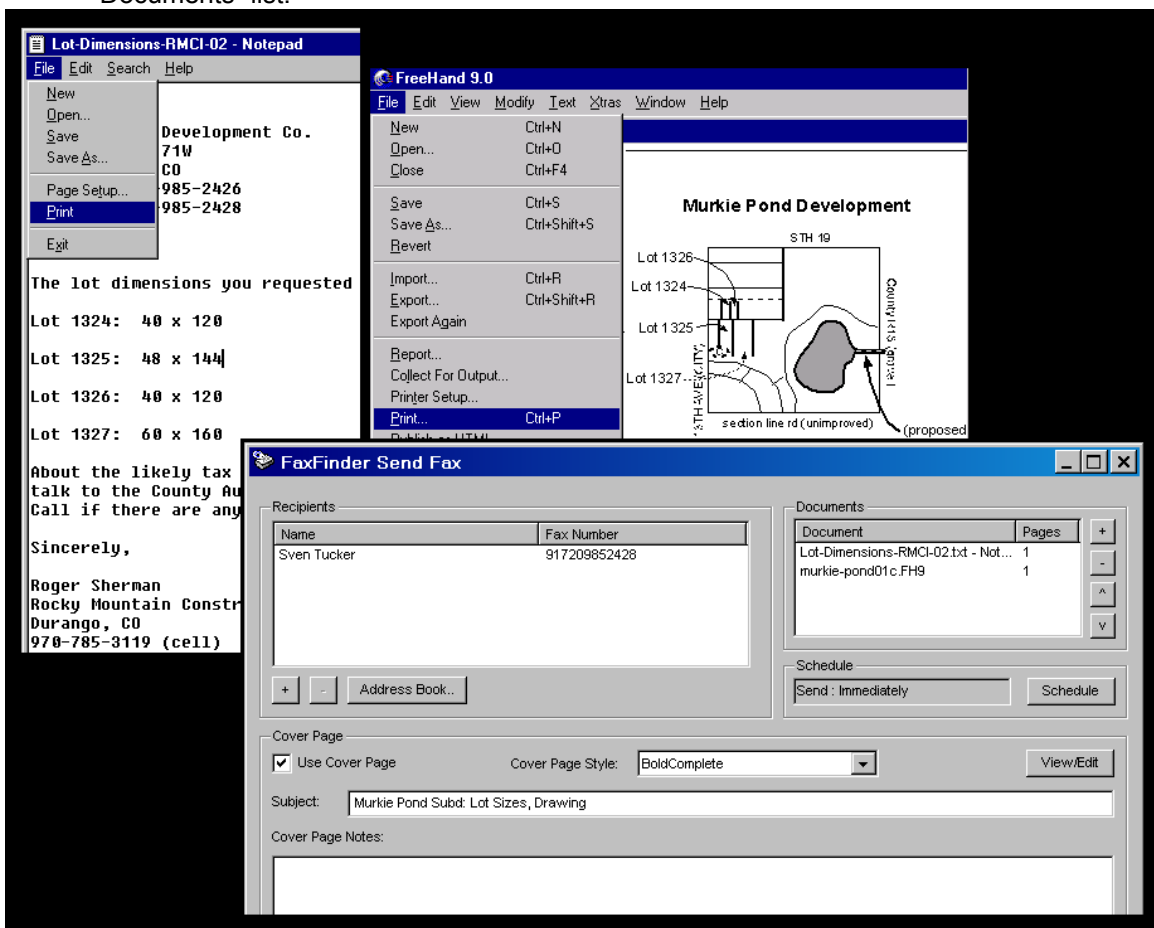 Documents" list.
Lot-Dimensions-RMCI-02 - Notepad
File Edit Search Help
New
Open...
Save
Save As...
Page Setup...
Print
Exit
Development Co.
71W
CO
-985-2426
-985-2428
The lot dimensions you requested
Lot 1324: 40 x 120
Lot 1325: 48 x 144
Lot 1326: 40 x 120
Lot 1327: 60 x 160
About the likely tax
talk to the County Au
Call if there are any
Sincerely,
Roger Sherman
Rocky Mountain Constr
Durango, CO
970-785-3119 (cell)
FreeHand 9.0
File Edit View Modify Text Xtras Window Help
New Ctrl+N
Open... Ctrl+O
Close Ctrl+F4
Save Ctrl+S
Save As... Ctrl+Shift+S
Revert
Import... Ctrl+R
Export... Ctrl+Shift+R
Export Again
Report...
Collect For Output...
Printer Setup...
Print... Ctrl+P
Publish as HTML
Murkie Pond Development
STH 19
Lot 1326
Lot 1324
Lot 1325
Lot 1327
County
section line rd (unimproved)
(proposed
FaxFinder Send Fax
Recipients
Name Fax Number
Sven Tucker 917209852428
+ - Address Book..
Documents
Document Pages
Lot-Dimensions-RMCI-02.txt - Not... 1
murkie-pond01c.FH9 1
+
-
^
v
Schedule
Send : Immediately Schedule
Cover Page
Use Cover Page Cover Page Style: BoldComplete View/Edit
Subject: Murkie Pond Subd: Lot Sizes, Drawing
Cover Page Notes: